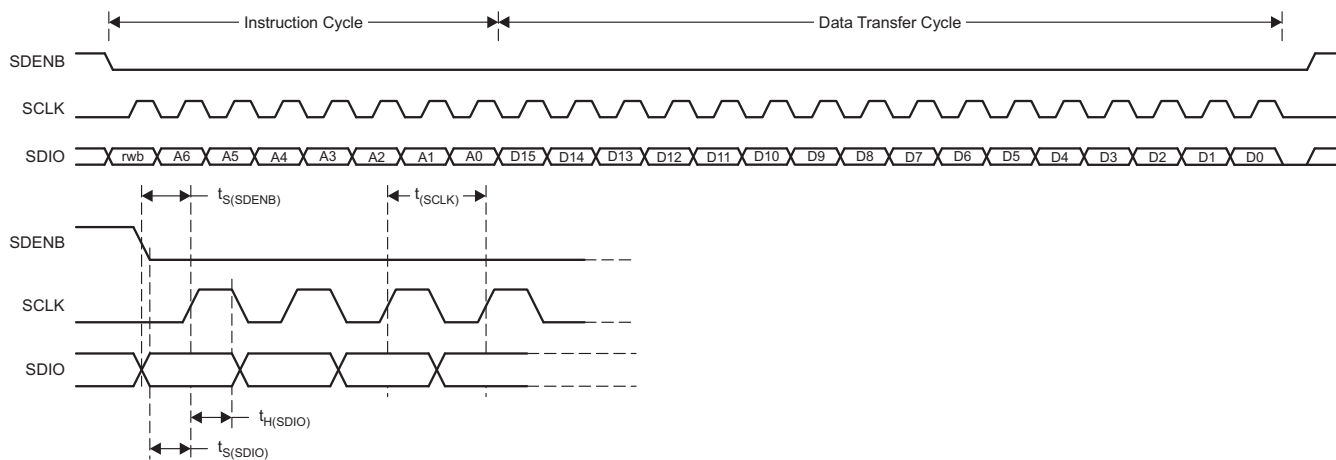 Instruction Cycle Data Transfer Cycle
SDENB
SCLK
SDIO rwb A6 A5 A4 A3 A2 A1 A0 D15 D14 D13 D12 D11 D10 D9 D8 D7 D6 D5 D4 D3 D2 D1 D0
tS(SDENB) t(SCLK)
SDENB
SCLK
SDIO
tH(SDIO)
tS(SDIO)